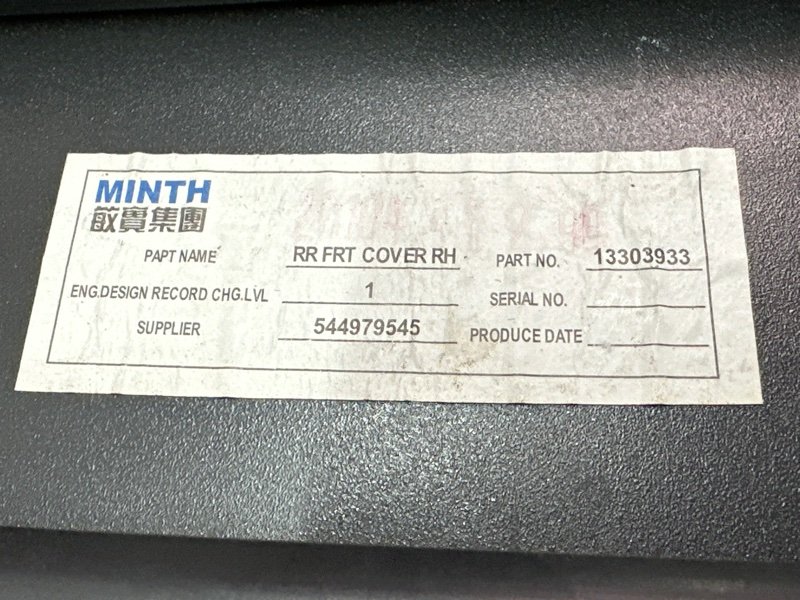 MINTH
敏實集團
PAPT NAME RR FRT COVER RH PART NO. 13303933
ENG.DESIGN RECORD CHG.LVL 1 SERIAL NO.
SUPPLIER 544979545 PRODUCE DATE